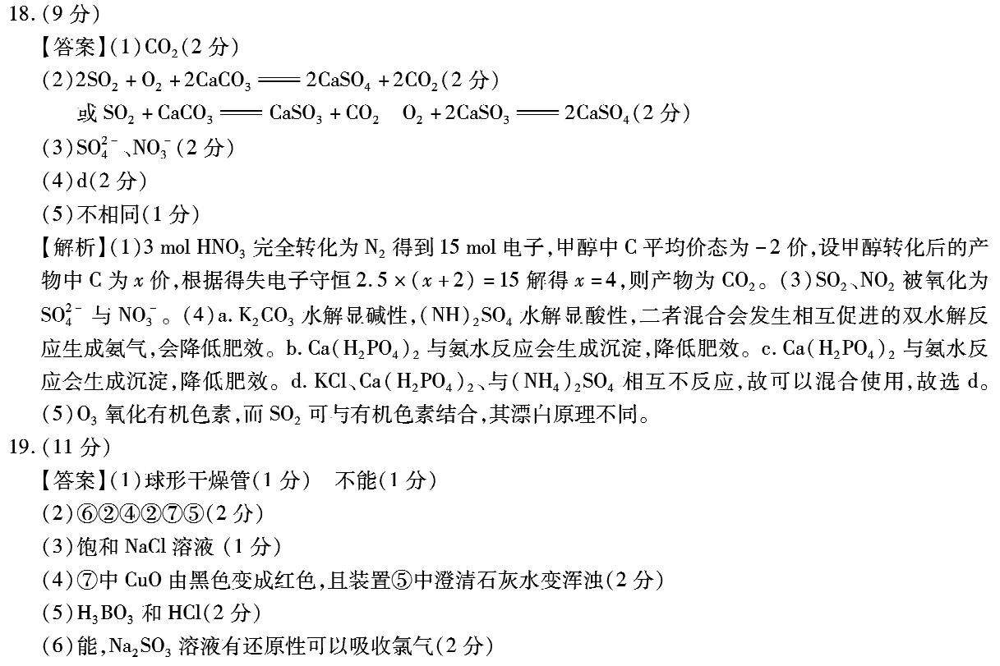 18.(9分)
【答案】(1)CO₂(2分)
(2)2SO₂+O₂+2CaCO₃══2CaSO₄+2CO₂(2分)
或SO₂+CaCO₃══CaSO₃+CO₂ O₂+2CaSO₃══2CaSO₄(2分)
(3)SO₄²⁻、NO₃⁻(2分)
(4)d(2分)
(5)不相同(1分)
【解析】(1)3 mol HNO₃ 完全转化为 N₂ 得到 15 mol 电子,甲醇中 C 平均价态为-2价,设甲醇转化后的产
物中 C 为 x 价,根据得失电子守恒 2.5×(x+2)=15 解得 x=4,则产物为 CO₂。(3)SO₂、NO₂ 被氧化为
SO₄²⁻ 与 NO₃⁻。(4)a. K₂CO₃ 水解显碱性,(NH)₂SO₄ 水解显酸性,二者混合会发生相互促进的双水解反
应生成氨气,会降低肥效。b. Ca(H₂PO₄)₂ 与氨水反应会生成沉淀,降低肥效。c. Ca(H₂PO₄)₂ 与氨水反
应会生成沉淀,降低肥效。d. KCl、Ca(H₂PO₄)₂、与(NH₄)₂SO₄ 相互不反应,故可以混合使用,故选 d。
(5)O₃ 氧化有机色素,而 SO₂ 可与有机色素结合,其漂白原理不同。
19.(11分)
【答案】(1)球形干燥管(1分) 不能(1分)
(2)⑥②④②⑦⑤(2分)
(3)饱和 NaCl 溶液 (1分)
(4)⑦中 CuO 由黑色变成红色,且装置⑤中澄清石灰水变浑浊(2分)
(5)H₃BO₃ 和 HCl(2分)
(6)能,Na₂SO₃ 溶液有还原性可以吸收氯气(2分)